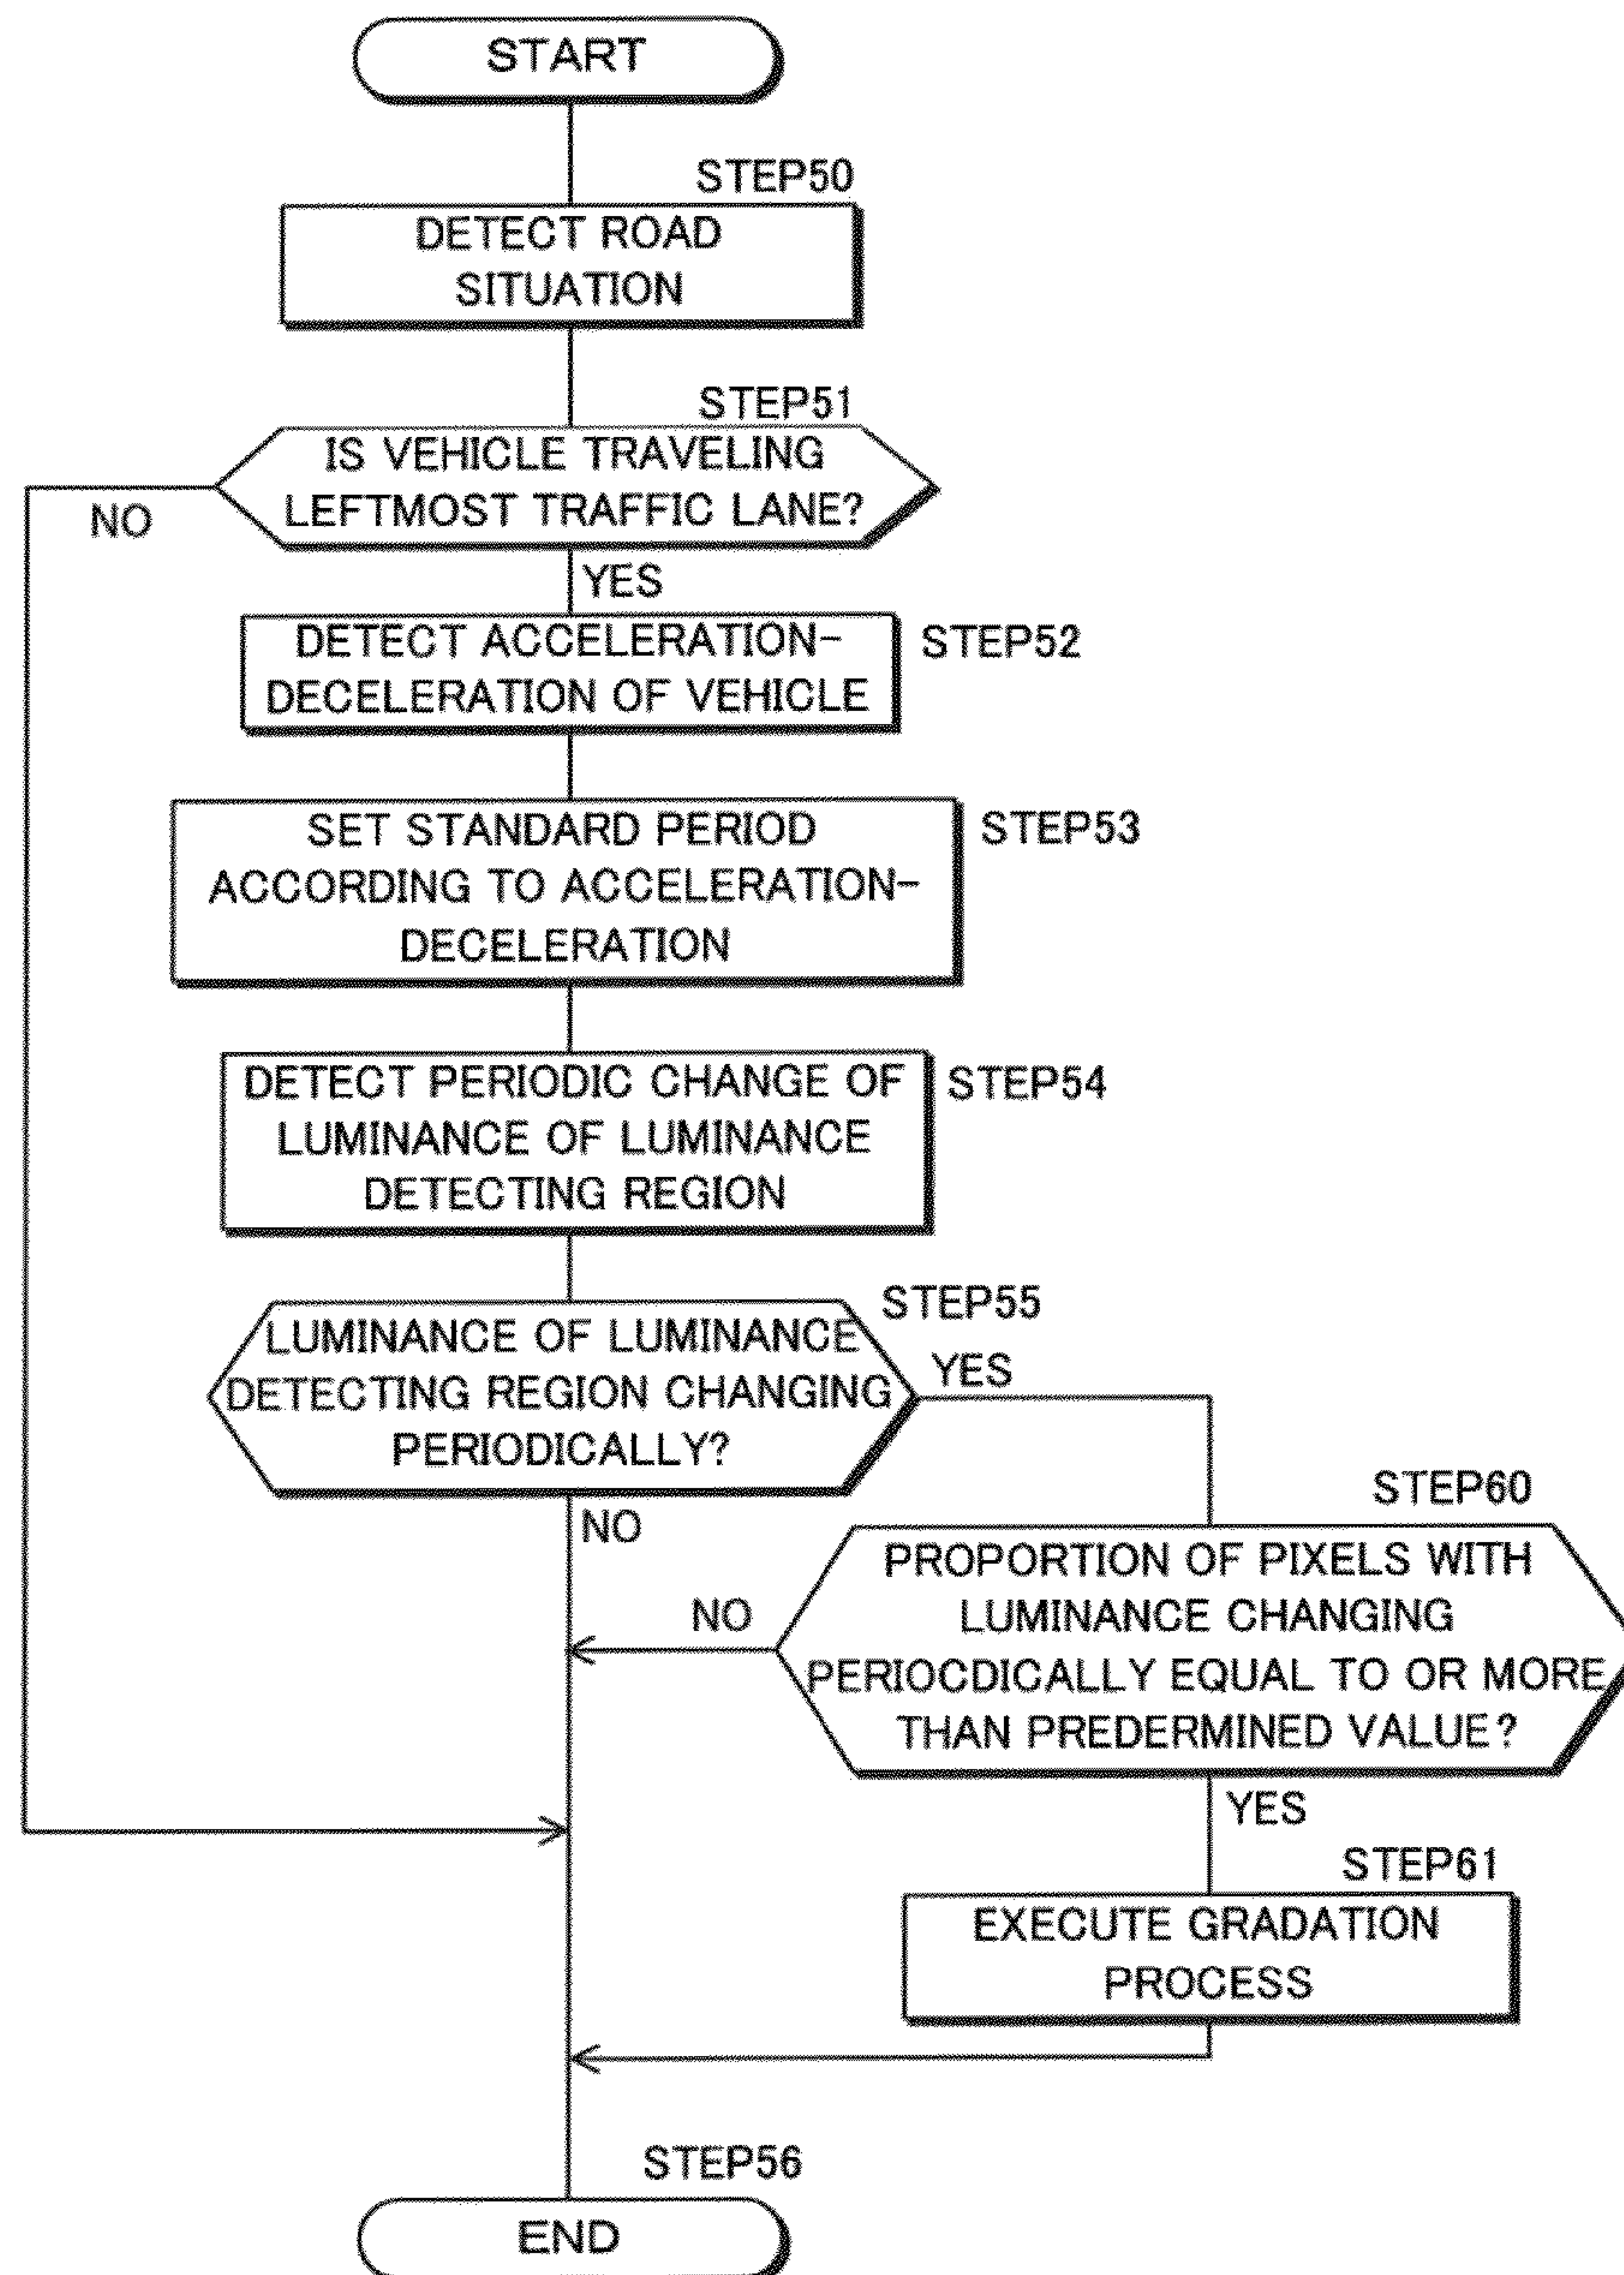 START
STEP50
DETECT ROAD
SITUATION
STEP51
IS VEHICLE TRAVELING
LEFTMOST TRAFFIC LANE?
NO
YES
DETECT ACCELERATION-
DECELERATION OF VEHICLE
STEP52
SET STANDARD PERIOD
ACCORDING TO ACCELERATION-
DECELERATION
STEP53
DETECT PERIODIC CHANGE OF
LUMINANCE OF LUMINANCE
DETECTING REGION
STEP54
STEP55
LUMINANCE OF LUMINANCE
DETECTING REGION CHANGING
PERIODICALLY?
YES
NO
STEP60
PROPORTION OF PIXELS WITH
LUMINANCE CHANGING
PERIOCDICALLY EQUAL TO OR MORE
THAN PREDERMINED VALUE?
NO
YES
STEP61
EXECUTE GRADATION
PROCESS
STEP56
END